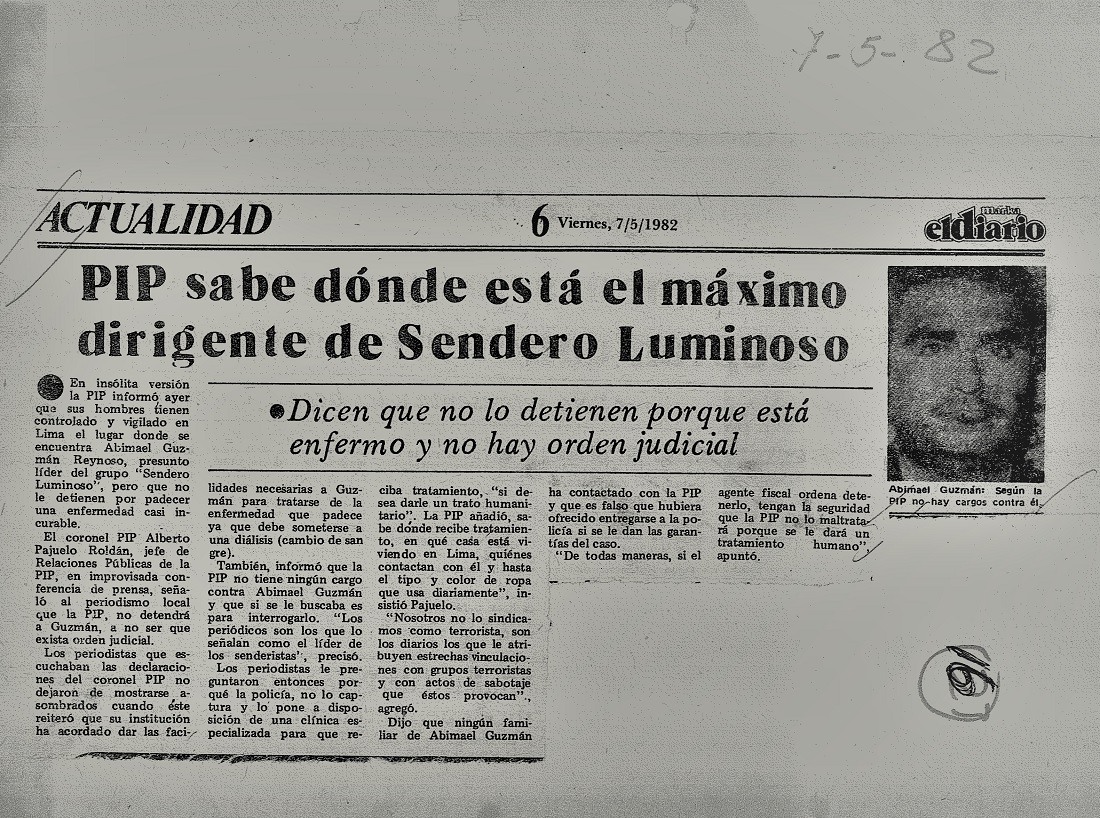 7-5-82
ACTUALIDAD
6 Viernes, 7/5/1982
marka
eldiario
PIP sabe dónde está el máximo
dirigente de Sendero Luminoso
● Dicen que no lo detienen porque está
enfermo y no hay orden judicial
En insólita versión
la PIP informó ayer
que sus hombres tienen
controlado y vigilado en
Lima el lugar donde se
encuentra Abimael Guz-
mán Reynoso, presunto
líder del grupo "Sendero
Luminoso", pero que no
le detienen por padecer
una enfermedad casi in-
curable.
El coronel PIP Alberto
Pajuelo Roldán, jefe de
Relaciones Públicas de la
PIP, en improvisada con-
ferencia de prensa, seña-
ló al periodismo local
que la PIP, no detendrá
a Guzmán, a no ser que
exista orden judicial.
Los periodistas que es-
cuchaban las declaracio-
nes del coronel PIP no
dejaron de mostrarse a-
sombrados cuando éste
reiteró que su institución
ha acordado dar las faci-
lidades necesarias a Guz-
mán para tratarse de la
enfermedad que padece
ya que debe someterse a
una diálisis (cambio de san
gre).
También, informó que la
PIP no tiene ningún cargo
contra Abimael Guzmán
y que si se le buscaba es
para interrogarlo. "Los
periódicos son los que lo
señalan como el líder de
los senderistas", precisó.
Los periodistas le pre-
guntaron entonces por-
qué la policía, no lo cap-
tura y lo pone a dispo-
sición de una clínica es-
pecializada para que re-
ciba tratamiento, "si de-
sea darle un trato humani-
tario". La PIP añadió, sa-
be dónde recibe tratamien-
to, en qué casa está vi-
viendo en Lima, quiénes
contactan con él y hasta
el tipo y color de ropa
que usa diariamente", in-
sistió Pajuelo.
"Nosotros no lo sindica-
mos como terrorista, son
los diarios los que le atri-
buyen estrechas vinculacio-
nes con grupos terroristas
y con actos de sabotaje
que éstos provocan".,
agregó.
Dijo que ningún fami-
liar de Abimael Guzmán
ha contactado con la PIP
y que es falso que hubiera
ofrecido entregarse a la po-
licía si se le dan las garan-
tías del caso.
"De todas maneras, si el
agente fiscal ordena dete-
nerlo, tengan la seguridad
que la PIP no lo maltrata-
rá porque se le dará un
tratamiento humano",
apuntó.
Abimael Guzmán: Según la
PIP no hay cargos contra él.